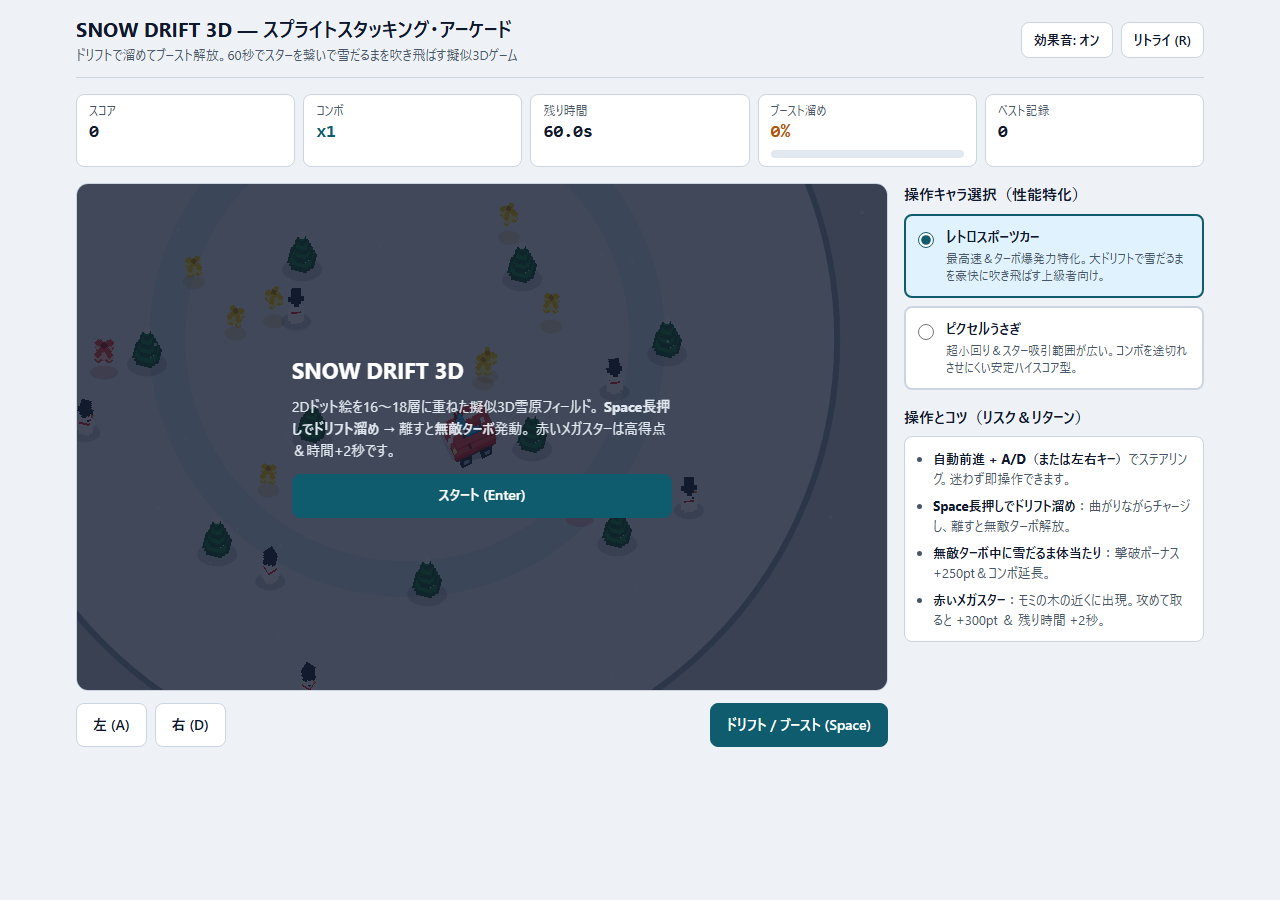 SNOW DRIFT 3D — スプライトスタッキング・アーケード
ドリフトで溜めてブースト解放。60秒でスターを繋いで雪だるまを吹き飛ばす擬似3Dゲーム
効果音: オン
リトライ (R)
スコア
0
コンボ
x1
残り時間
60.0s
ブースト溜め
0%
ベスト記録
0
SNOW DRIFT 3D
2Dドット絵を16〜18層に重ねた擬似3D雪原フィールド。Space長押
しでドリフト溜め → 離すと無敵ターボ発動。赤いメガスターは高得点
＆時間+2秒です。
スタート (Enter)
左 (A)
右 (D)
ドリフト / ブースト (Space)
操作キャラ選択（性能特化）
レトロスポーツカー
最高速＆ターボ爆発力特化。大ドリフトで雪だるま
を豪快に吹き飛ばす上級者向け。
ピクセルうさぎ
超小回り＆スター吸引範囲が広い。コンボを途切れ
させにくい安定ハイスコア型。
操作とコツ（リスク＆リターン）
自動前進 + A/D（または左右キー）でステアリン
グ。迷わず即操作できます。
Space長押しでドリフト溜め：曲がりながらチャージ
し、離すと無敵ターボ解放。
無敵ターボ中に雪だるま体当たり：撃破ボーナス
+250pt＆コンボ延長。
赤いメガスター：モミの木の近くに出現。攻めて取
ると +300pt ＆ 残り時間 +2秒。